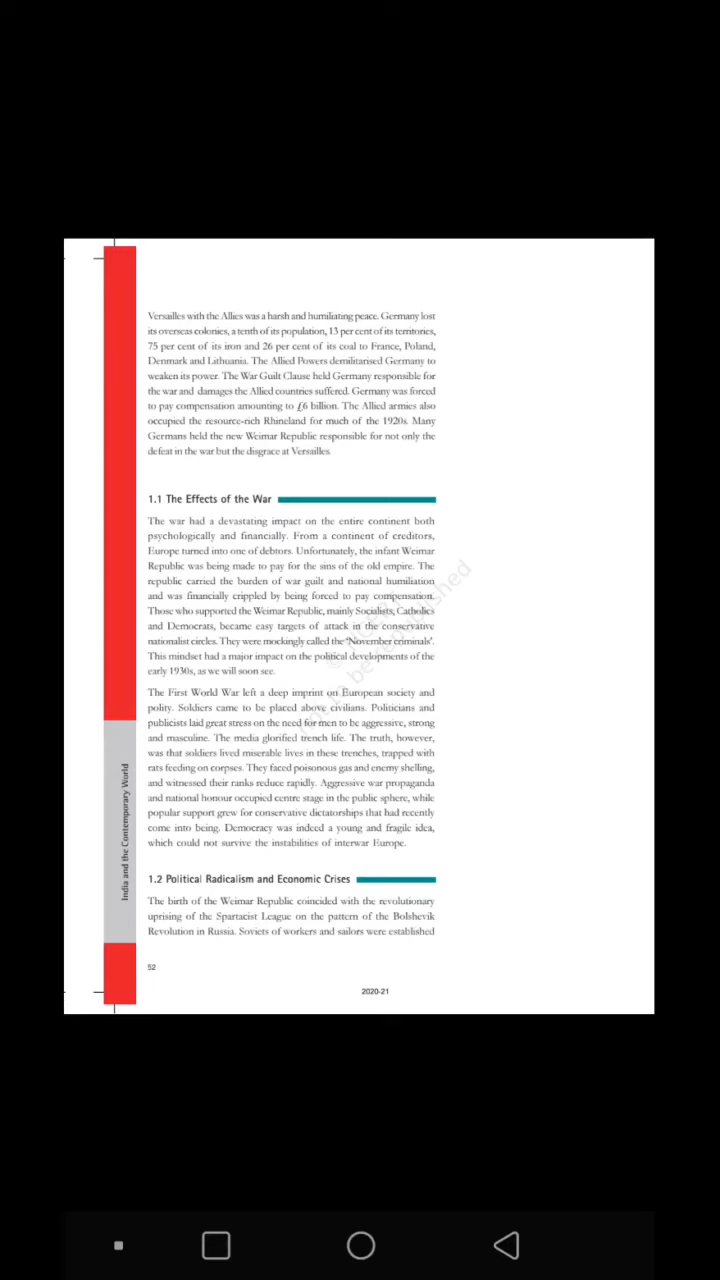 Versailles with the Allies was a harsh and humiliating peace. Germany lost
its overseas colonies, a tenth of its population, 13 per cent of its territories,
75 per cent of its iron and 26 per cent of its coal to France, Poland,
Denmark and Lithuania. The Allied Powers demilitarised Germany to
weaken its power. The War Guilt Clause held Germany responsible for
the war and damages the Allied countries suffered. Germany was forced
to pay compensation amounting to £6 billion. The Allied armies also
occupied the resource-rich Rhineland for much of the 1920s. Many
Germans held the new Weimar Republic responsible for not only the
defeat in the war but the disgrace at Versailles.
1.1 The Effects of the War
The war had a devastating impact on the entire continent both
psychologically and financially. From a continent of creditors,
Europe turned into one of debtors. Unfortunately, the infant Weimar
Republic was being made to pay for the sins of the old empire. The
republic carried the burden of war guilt and national humiliation
and was financially crippled by being forced to pay compensation.
Those who supported the Weimar Republic, mainly Socialists, Catholics
and Democrats, became easy targets of attack in the conservative
nationalist circles. They were mockingly called the 'November criminals'.
This mindset had a major impact on the political developments of the
early 1930s, as we will soon see.
The First World War left a deep imprint on European society and
polity. Soldiers came to be placed above civilians. Politicians and
publicists laid great stress on the need for men to be aggressive, strong
and masculine. The media glorified trench life. The truth, however,
was that soldiers lived miserable lives in these trenches, trapped with
rats feeding on corpses. They faced poisonous gas and enemy shelling,
and witnessed their ranks reduce rapidly. Aggressive war propaganda
and national honour occupied centre stage in the public sphere, while
popular support grew for conservative dictatorships that had recently
come into being. Democracy was indeed a young and fragile idea,
which could not survive the instabilities of interwar Europe.
1.2 Political Radicalism and Economic Crises
The birth of the Weimar Republic coincided with the revolutionary
uprising of the Spartacist League on the pattern of the Bolshevik
Revolution in Russia. Soviets of workers and sailors were established
India and the Contemporary World
52
2020-21
not to be republished